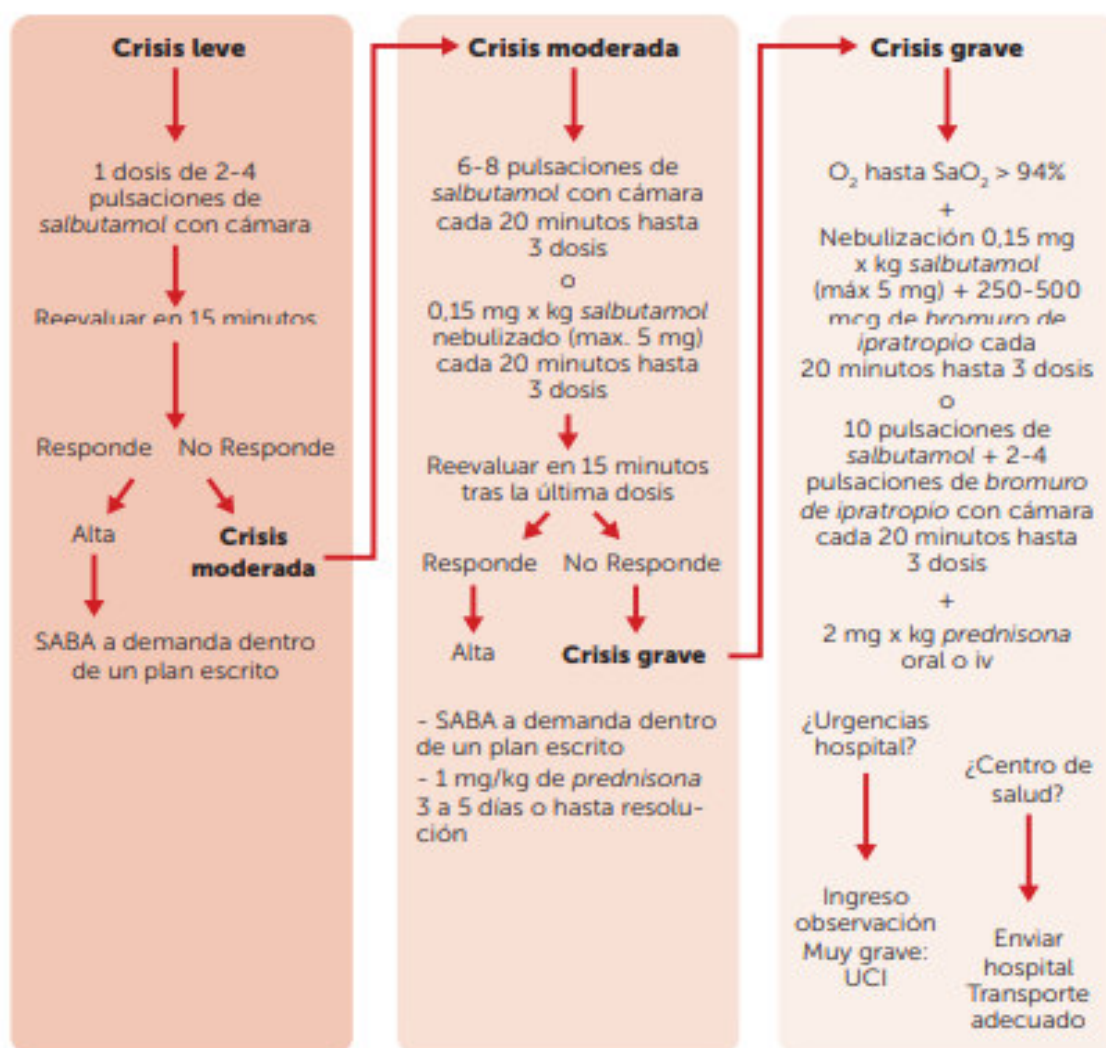 Crisis leve
1 dosis de 2-4
pulsaciones de
salbutamol con cámara
Reevaluar en 15 minutos
Responde
No Responde
Alta
Crisis
moderada
SABA a demanda dentro
de un plan escrito
Crisis moderada
6-8 pulsaciones de
salbutamol con cámara
cada 20 minutos hasta
3 dosis
o
0,15 mg x kg salbutamol
nebulizado (max. 5 mg)
cada 20 minutos hasta
3 dosis
Reevaluar en 15 minutos
tras la última dosis
Responde
No Responde
Alta
Crisis grave
- SABA a demanda dentro
de un plan escrito
- 1 mg/kg de prednisona
3 a 5 días o hasta resolu-
ción
Crisis grave
O₂ hasta SaO₂ > 94%
+
Nebulización 0,15 mg
x kg salbutamol
(máx 5 mg) + 250-500
mcg de bromuro de
ipratropio cada
20 minutos hasta 3 dosis
o
10 pulsaciones de
salbutamol + 2-4
pulsaciones de bromuro
de ipratropio con cámara
cada 20 minutos hasta
3 dosis
+
2 mg x kg prednisona
oral o iv
¿Urgencias
hospital?
Ingreso
observación
Muy grave:
UCI
¿Centro de
salud?
Enviar
hospital
Transporte
adecuado